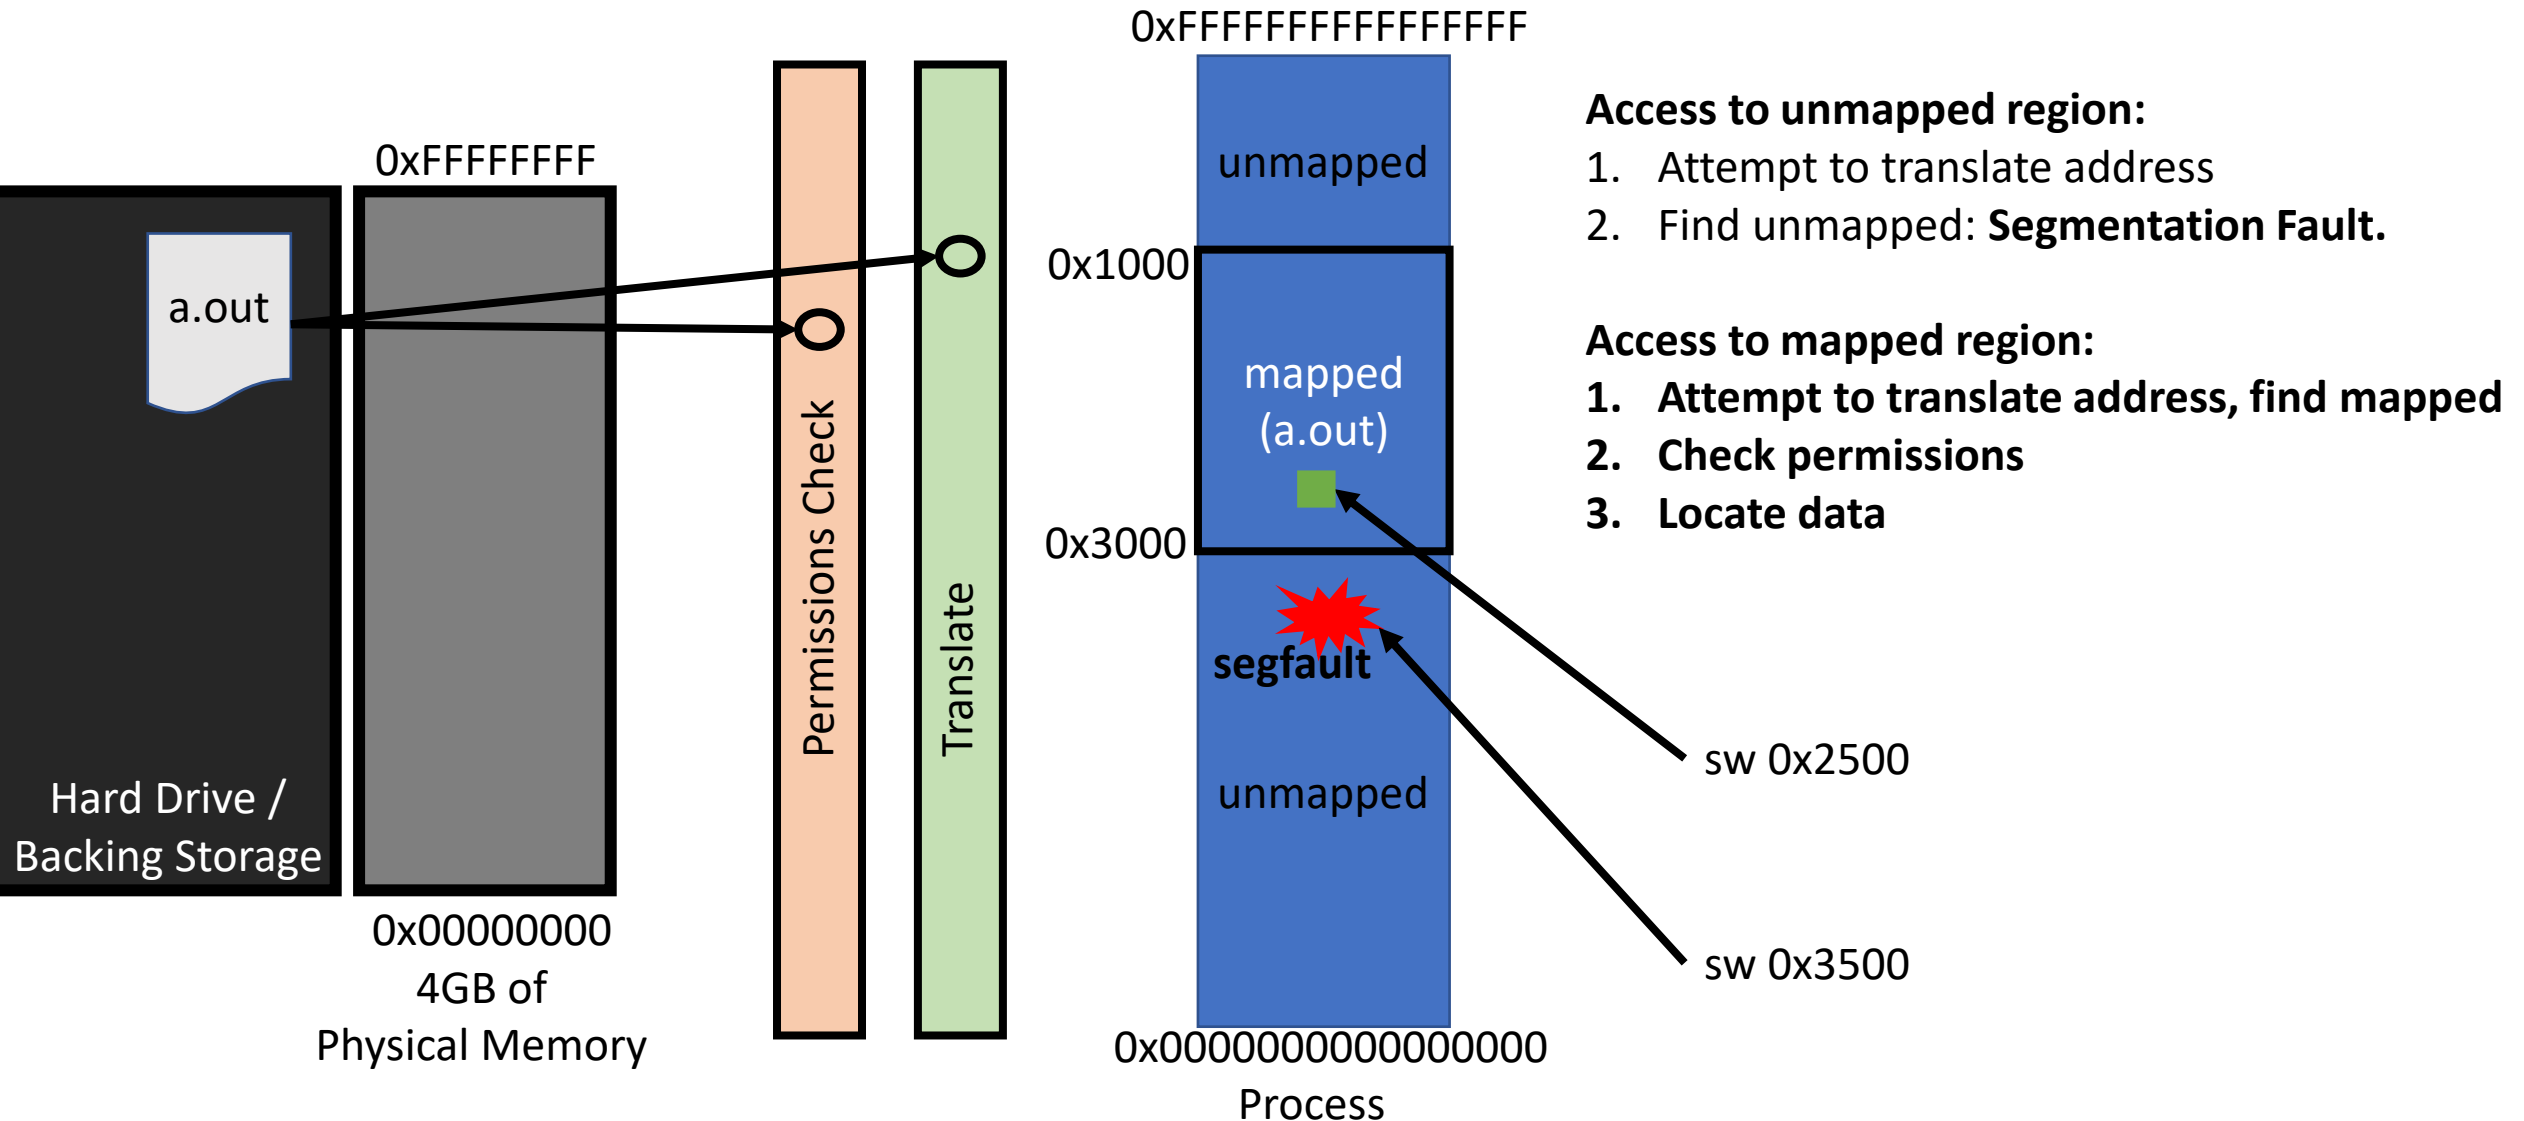 0xFFFFFFFFFFFFFFFF
0xFFFFFFFF
a.out
Hard Drive /
Backing Storage
0x00000000
4GB of
Physical Memory
Permissions Check
Translate
unmapped
0x1000
mapped
(a.out)
0x3000
segfault
unmapped
0x0000000000000000
Process
Access to unmapped region:
1. Attempt to translate address
2. Find unmapped: Segmentation Fault.
Access to mapped region:
1. Attempt to translate address, find mapped
2. Check permissions
3. Locate data
sw 0x2500
sw 0x3500